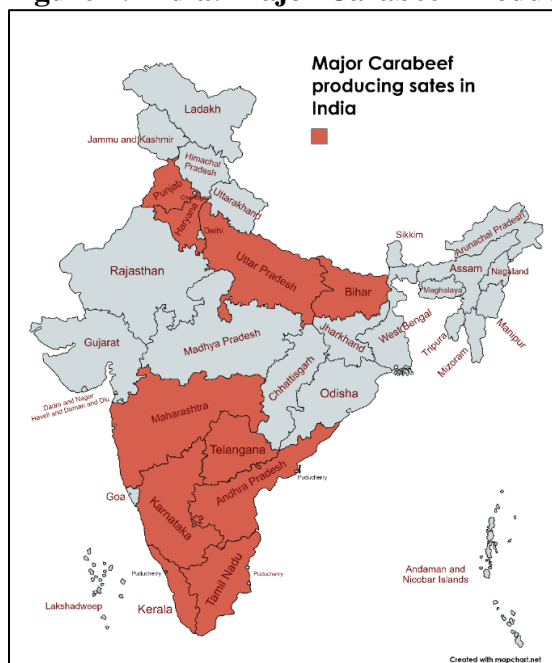 Major Carabeef
producing sates in
India
Ladakh
Jammu and Kashmir
Himachal
Pradesh
Punjab
Uttarakhand
Haryana
Delhi
Sikkim
Arunachal Pradesh
Rajasthan
Uttar Pradesh
Bihar
Assam
Nagaland
Meghalaya
Manipur
Gujarat
Madhya Pradesh
Jharkhand
West Bengal
Tripura
Mizoram
Chhattisgarh
Odisha
Dadra and Nagar
Haveli and Daman and Diu
Maharashtra
Telangana
Andhra Pradesh
Puducherry
Goa
Karnataka
Puducherry
Puducherry
Tamil Nadu
Kerala
Lakshadweep
Andaman and
Nicobar Islands
Created with mapchart.net